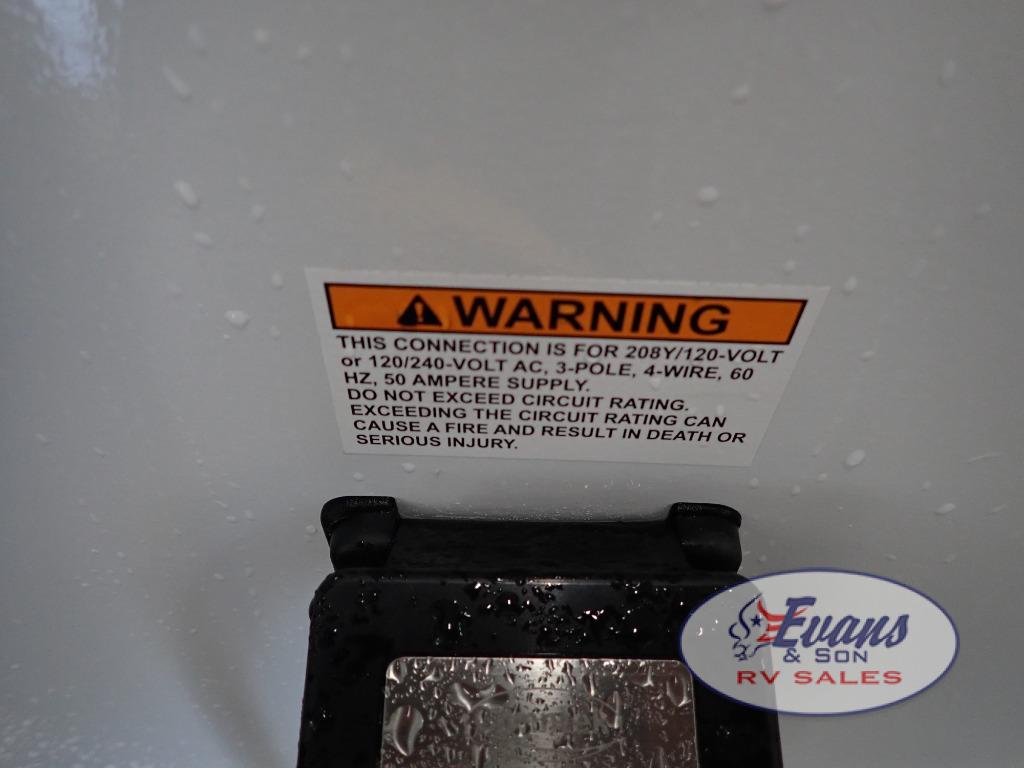 WARNING
THIS CONNECTION IS FOR 208Y/120-VOLT
or 120/240-VOLT AC, 3-POLE, 4-WIRE, 60
HZ, 50 AMPERE SUPPLY.
DO NOT EXCEED CIRCUIT RATING.
EXCEEDING THE CIRCUIT RATING CAN
CAUSE A FIRE AND RESULT IN DEATH OR
SERIOUS INJURY.
Evans
& SON
RV SALES